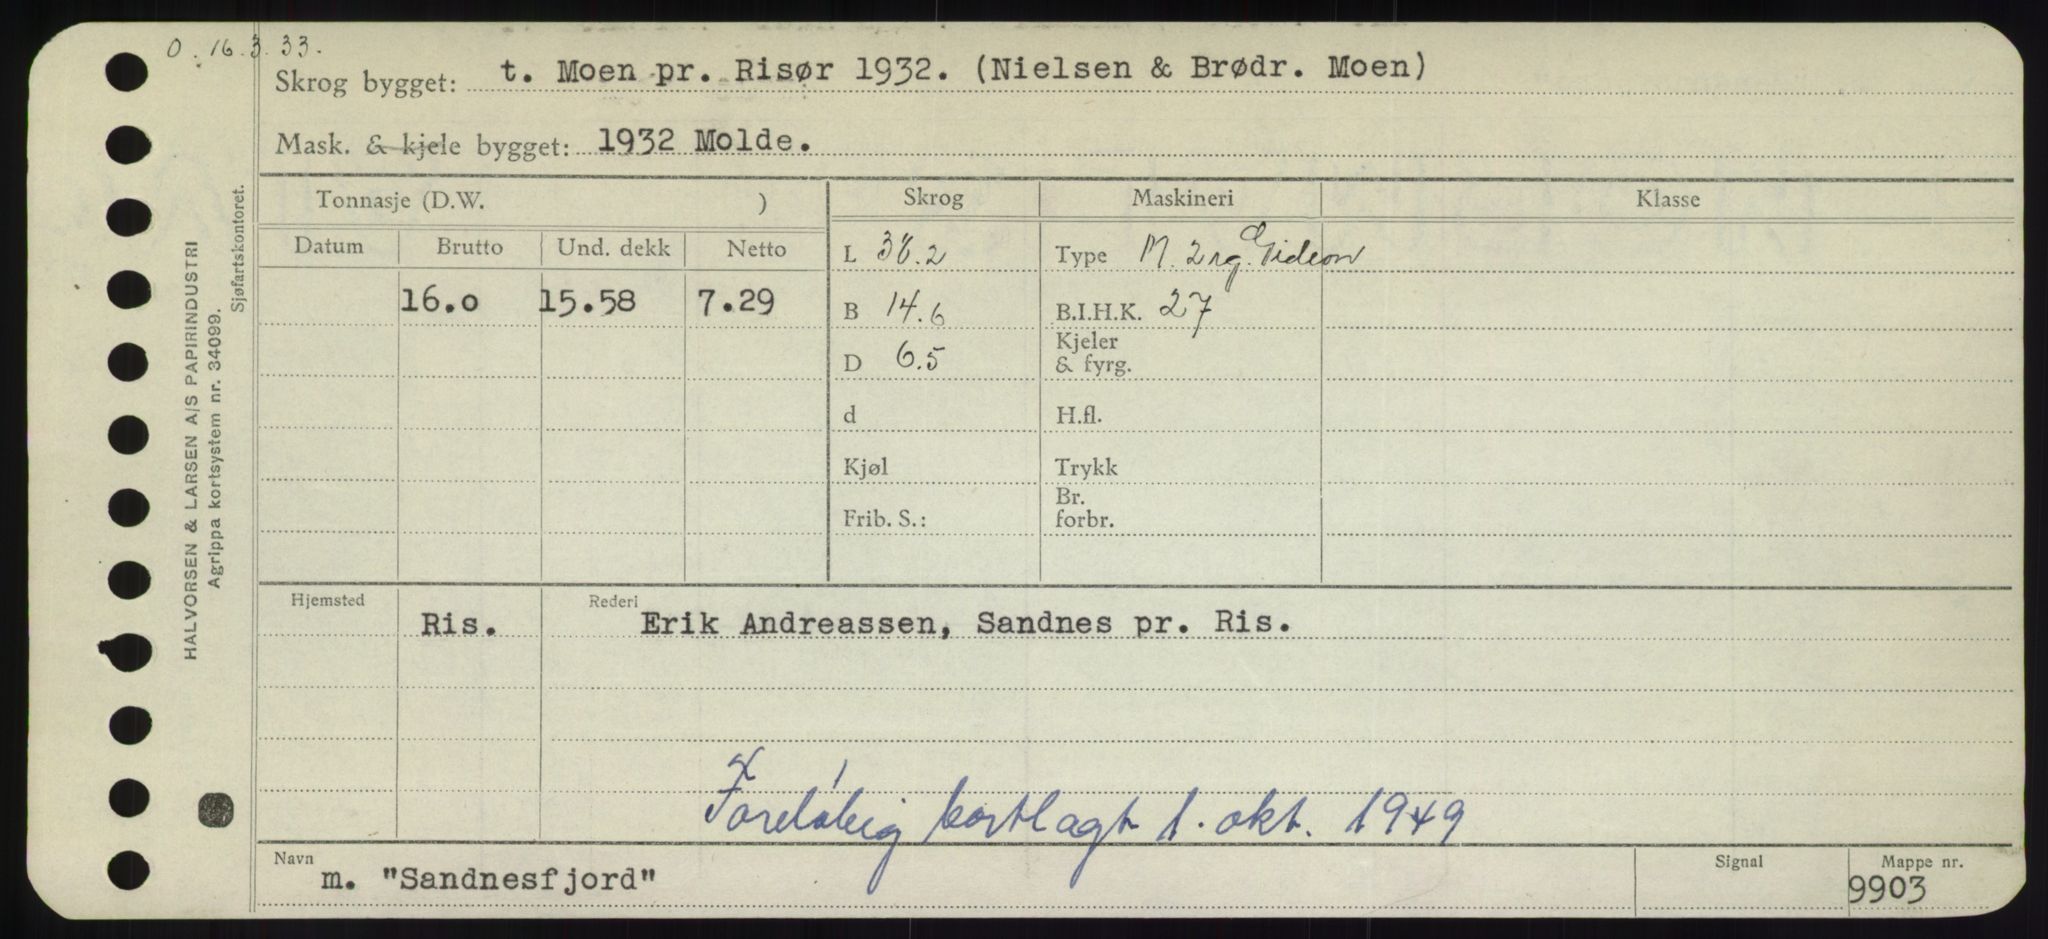 O. 16.3.33.
Skrog bygget: t. Moen pr. Risør 1932. (Nielsen & Brødr. Moen)
Mask. & kjele bygget: 1932 Molde.
Tonnasje (D.W. ) Skrog Maskineri Klasse
Datum Brutto Und. dekk Netto L 38.2 Type M. 2 Gideon
16.0 15.58 7.29 B 14.6 B.I.H.K. 27
D 6.5 Kjeler
& fyrg.
d H.fl.
Kjøl Trykk
Br.
Frib. S.: forbr.
Hjemsted Rederi
Ris. Erik Andreassen, Sandnes pr. Ris.
Foreløbig kortlagt 1. okt. 1949
Navn Signal Mappe nr.
m. "Sandnesfjord" 9903
HALVORSEN & LARSEN A/S PAPIRINDUSTRI
Agrippa kortsystem nr. 34099.
Sjøfartskontoret.